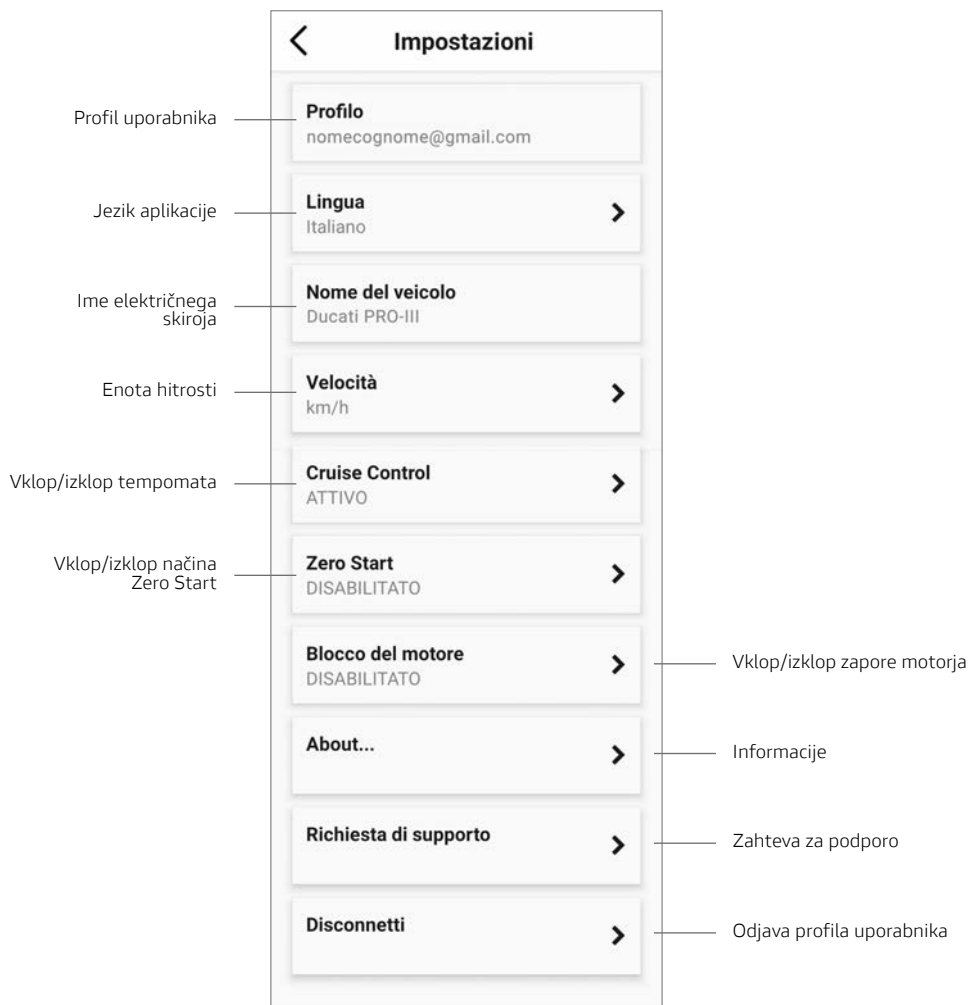 Impostazioni
Profil uporabnika
Profilo
nomecognome@gmail.com
Jezik aplikacije
Lingua
Italiano
Ime električnega
skiroja
Nome del veicolo
Ducati PRO-III
Enota hitrosti
Velocità
km/h
Vklop/izklop tempomata
Cruise Control
ATTIVO
Vklop/izklop načina
Zero Start
Zero Start
DISABILITATO
Blocco del motore
DISABILITATO
Vklop/izklop zapore motorja
About...
Informacije
Richiesta di supporto
Zahteva za podporo
Disconnetti
Odjava profila uporabnika